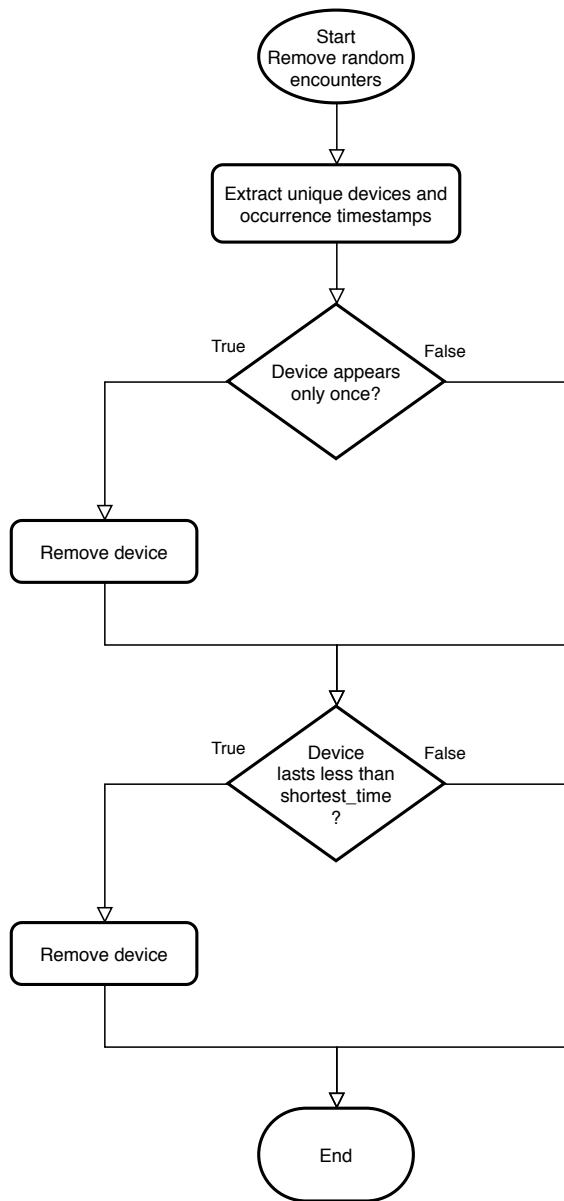 Start
Remove random
encounters
Extract unique devices and
occurrence timestamps
True
False
Device appears
only once?
Remove device
True
False
Device
lasts less than
shortest_time
?
Remove device
End